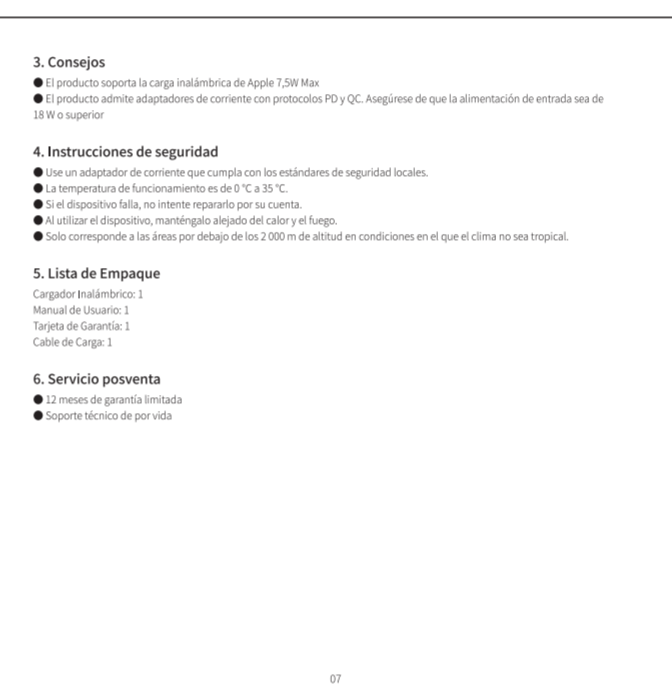 3. Consejos
● El producto soporta la carga inalámbrica de Apple 7,5W Max
● El producto admite adaptadores de corriente con protocolos PD y QC. Asegúrese de que la alimentación de entrada sea de
18 W o superior
4. Instrucciones de seguridad
● Use un adaptador de corriente que cumpla con los estándares de seguridad locales.
● La temperatura de funcionamiento es de 0 °C a 35 °C.
● Si el dispositivo falla, no intente repararlo por su cuenta.
● Al utilizar el dispositivo, manténgalo alejado del calor y el fuego.
● Solo corresponde a las áreas por debajo de los 2 000 m de altitud en condiciones en el que el clima no sea tropical.
5. Lista de Empaque
Cargador Inalámbrico: 1
Manual de Usuario: 1
Tarjeta de Garantía: 1
Cable de Carga: 1
6. Servicio posventa
● 12 meses de garantía limitada
● Soporte técnico de por vida
07